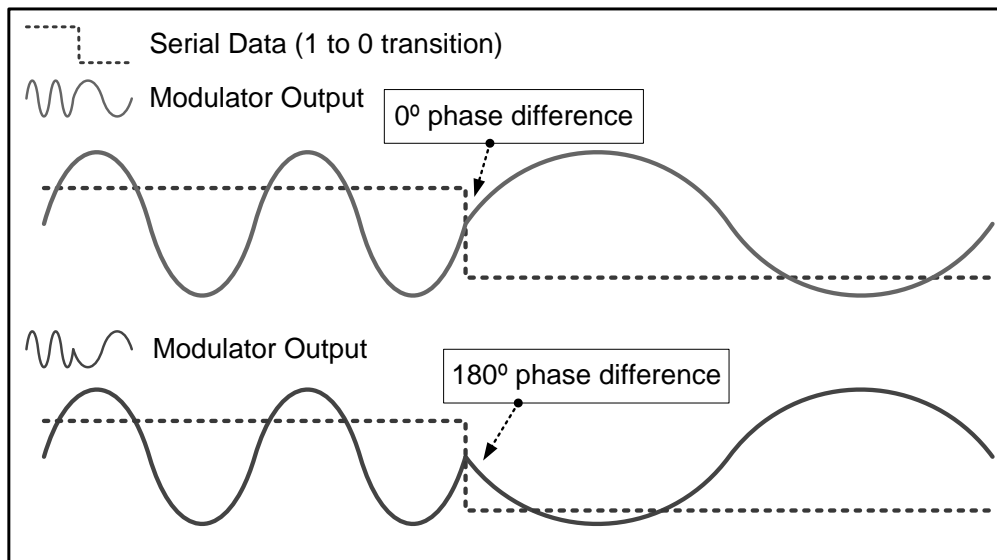 Serial Data (1 to 0 transition)
Modulator Output
0º phase difference
Modulator Output
180º phase difference